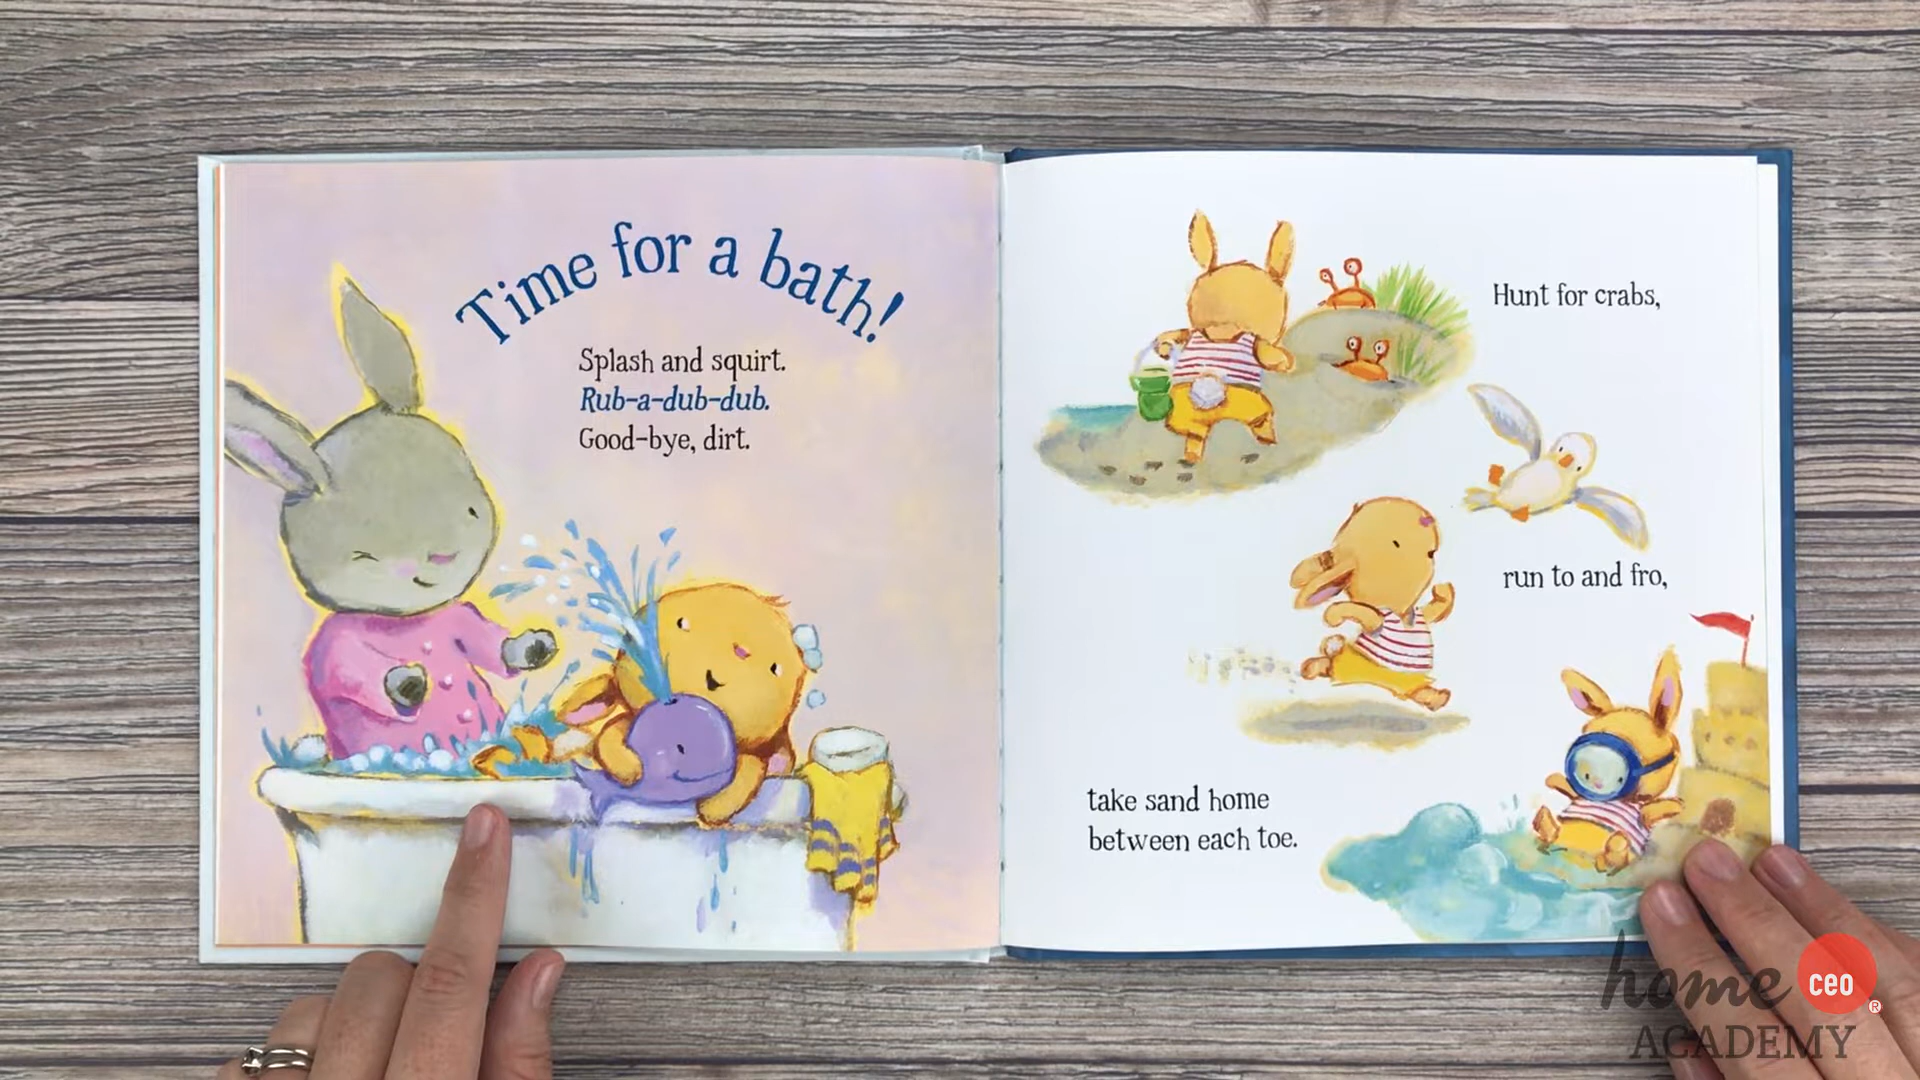 Time for a bath!
Splash and squirt.
Rub-a-dub-dub.
Good-bye, dirt.
Hunt for crabs,
run to and fro,
take sand home
between each toe.
home ceo®
ACADEMY